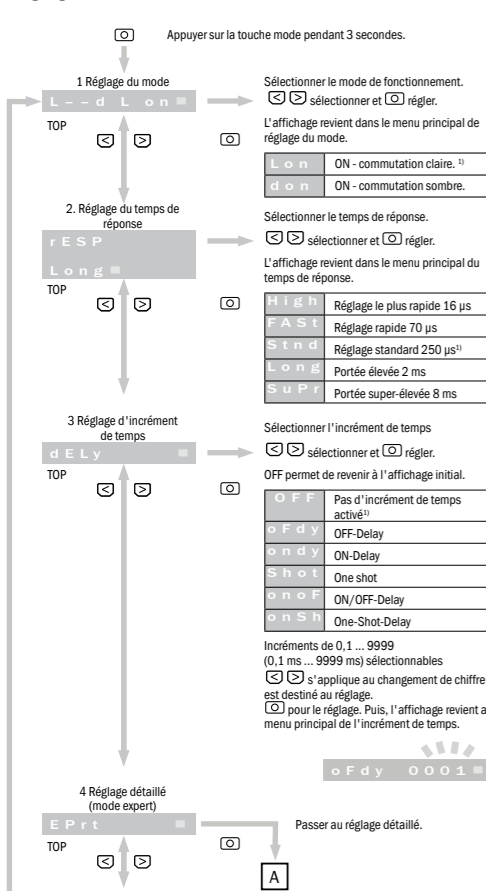 Appuyer sur la touche mode pendant 3 secondes.
1 Réglage du mode
L--d Lon
TOP
Sélectionner le mode de fonctionnement.
< > sélectionner et O régler.
L'affichage revient dans le menu principal de
réglage du mode.
Lon ON - commutation claire. 1)
don ON - commutation sombre.
2. Réglage du temps de
réponse
rESP
Long
TOP
Sélectionner le temps de réponse.
< > sélectionner et O régler.
L'affichage revient dans le menu principal du
temps de réponse.
High Réglage le plus rapide 16 µs
FASt Réglage rapide 70 µs
Stnd Réglage standard 250 µs1)
Long Portée élevée 2 ms
SuPr Portée super-élevée 8 ms
3 Réglage d'incrément
de temps
dELy
TOP
Sélectionner l'incrément de temps
< > sélectionner et O régler.
OFF permet de revenir à l'affichage initial.
OFF Pas d'incrément de temps
activé1)
oFdy OFF-Delay
ondy ON-Delay
Shot One shot
onoF ON/OFF-Delay
onSh One-Shot-Delay
Incréments de 0,1 ... 9999
(0,1 ms ... 9999 ms) sélectionnables
< > s'applique au changement de chiffre
est destiné au réglage.
O pour le réglage. Puis, l'affichage revient a
menu principal de l'incrément de temps.
oFdy 0001
4 Réglage détaillé
(mode expert)
EPrt
TOP
Passer au réglage détaillé.
A